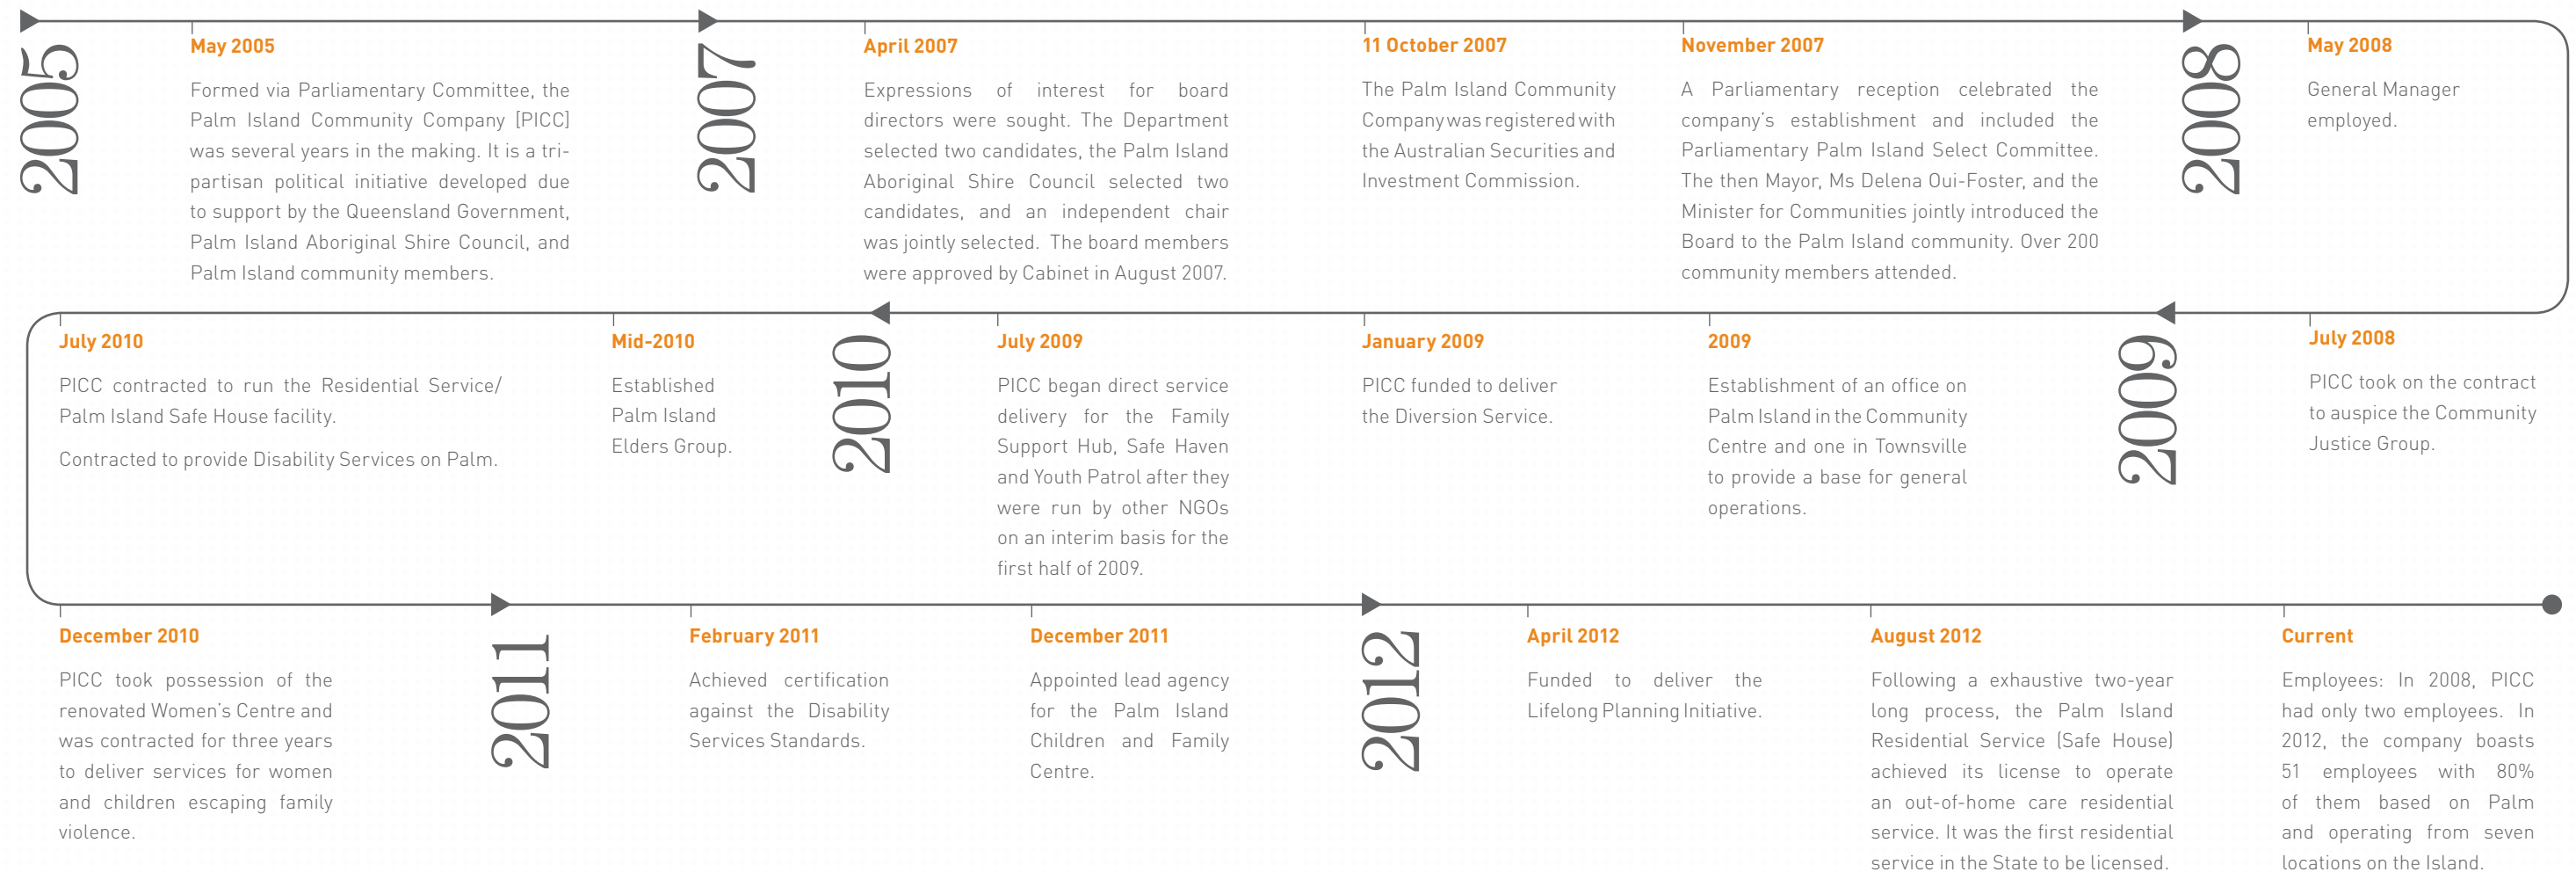 2005
May 2005
Formed via Parliamentary Committee, the
Palm Island Community Company [PICC]
was several years in the making. It is a tri-
partisan political initiative developed due
to support by the Queensland Government,
Palm Island Aboriginal Shire Council, and
Palm Island community members.
2007
April 2007
Expressions of interest for board
directors were sought. The Department
selected two candidates, the Palm Island
Aboriginal Shire Council selected two
candidates, and an independent chair
was jointly selected. The board members
were approved by Cabinet in August 2007.
11 October 2007
The Palm Island Community
Company was registered with
the Australian Securities and
Investment Commission.
November 2007
A Parliamentary reception celebrated the
company's establishment and included the
Parliamentary Palm Island Select Committee.
The then Mayor, Ms Delena Oui-Foster, and the
Minister for Communities jointly introduced the
Board to the Palm Island community. Over 200
community members attended.
2008
May 2008
General Manager
employed.
July 2008
PICC took on the contract
to auspice the Community
Justice Group.
2009
2009
Establishment of an office on
Palm Island in the Community
Centre and one in Townsville
to provide a base for general
operations.
January 2009
PICC funded to deliver
the Diversion Service.
July 2009
PICC began direct service
delivery for the Family
Support Hub, Safe Haven
and Youth Patrol after they
were run by other NGOs
on an interim basis for the
first half of 2009.
2010
Mid-2010
Established
Palm Island
Elders Group.
July 2010
PICC contracted to run the Residential Service/
Palm Island Safe House facility.
Contracted to provide Disability Services on Palm.
December 2010
PICC took possession of the
renovated Women's Centre and
was contracted for three years
to deliver services for women
and children escaping family
violence.
2011
February 2011
Achieved certification
against the Disability
Services Standards.
December 2011
Appointed lead agency
for the Palm Island
Children and Family
Centre.
2012
April 2012
Funded to deliver the
Lifelong Planning Initiative.
August 2012
Following a exhaustive two-year
long process, the Palm Island
Residential Service (Safe House)
achieved its license to operate
an out-of-home care residential
service. It was the first residential
service in the State to be licensed.
Current
Employees: In 2008, PICC
had only two employees. In
2012, the company boasts
51 employees with 80%
of them based on Palm
and operating from seven
locations on the Island.